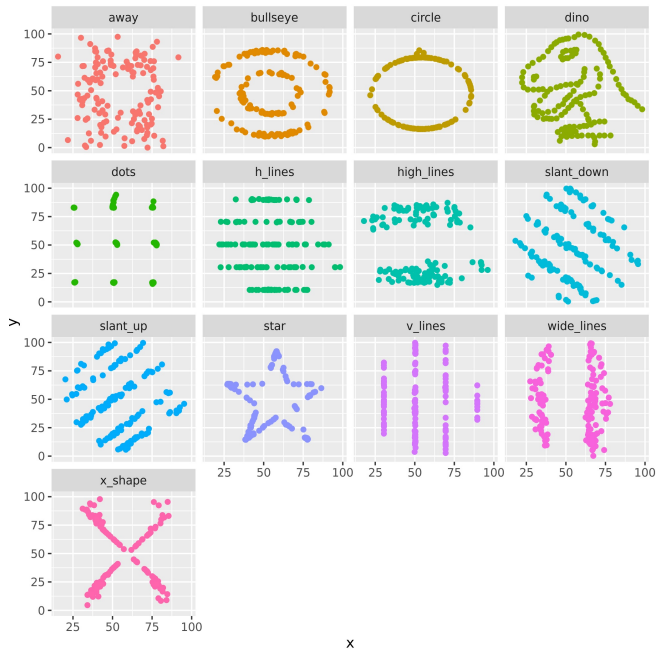 away bullseye circle dino
100
75
50
25
0
dots h_lines high_lines slant_down
100
75
50
25
0
y
slant_up star v_lines wide_lines
100
75
50
25
0
25 50 75 100 25 50 75 100 25 50 75 100
x_shape
100
75
50
25
0
25 50 75 100
x